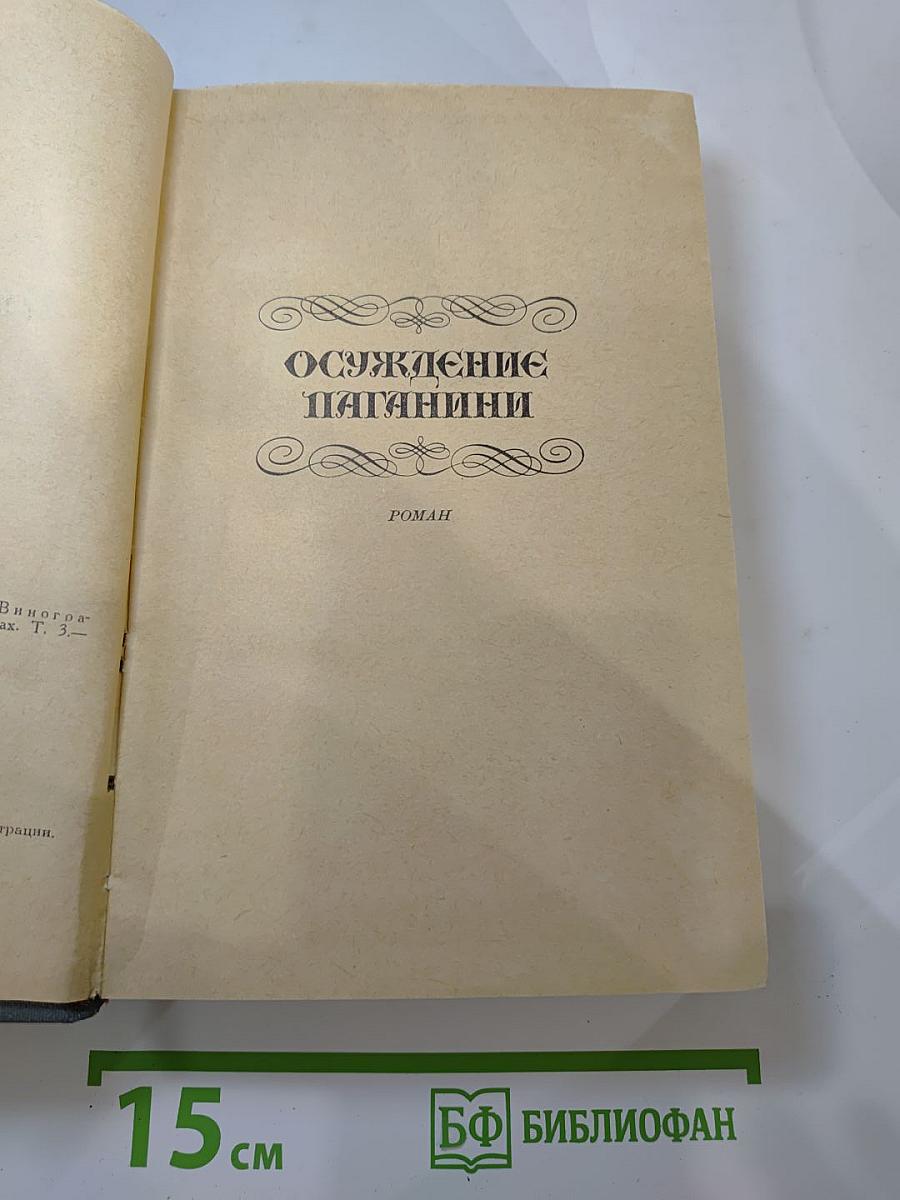 Виногра-
ах. Т. 3.—
трации.
ОСУЖДЕНИЕ
ПАГАНИНИ
РОМАН
15 см
БФ БИБЛИОФАН